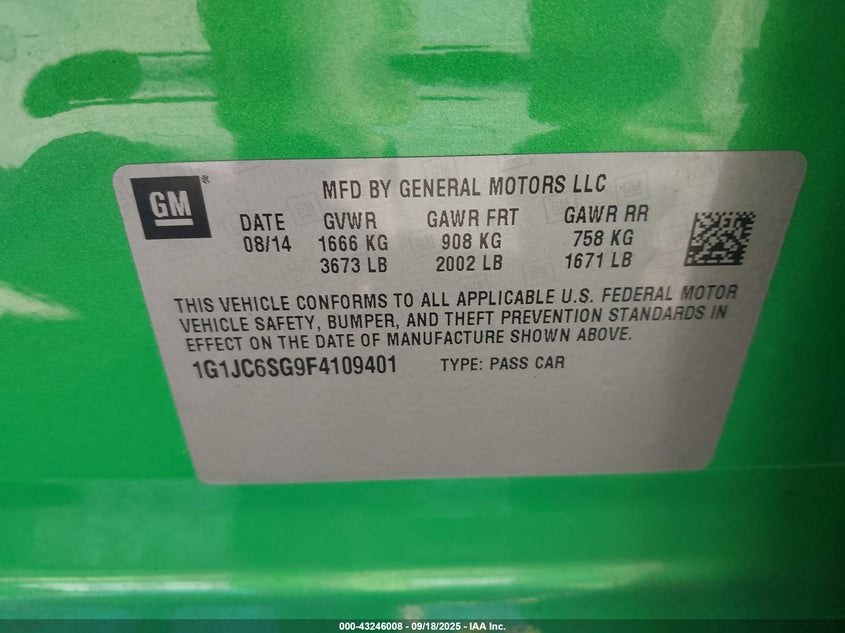 GM®
MFD BY GENERAL MOTORS LLC
DATE GVWR GAWR FRT GAWR RR
08/14 1666 KG 908 KG 758 KG
3673 LB 2002 LB 1671 LB
THIS VEHICLE CONFORMS TO ALL APPLICABLE U.S. FEDERAL MOTOR
VEHICLE SAFETY, BUMPER, AND THEFT PREVENTION STANDARDS IN
EFFECT ON THE DATE OF MANUFACTURE SHOWN ABOVE.
1G1JC6SG9F4109401 TYPE: PASS CAR
000-43246008 - 09/18/2025 - IAA Inc.